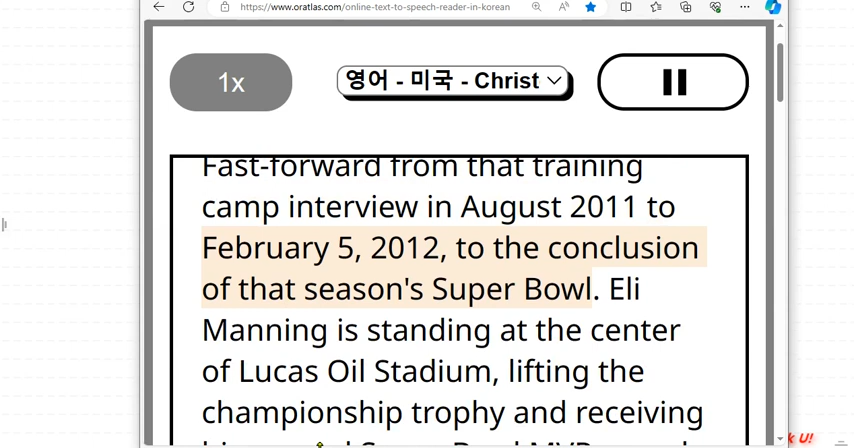 https://www.oratlas.com/online-text-to-speech-reader-in-korean
1x
영어 - 미국 - Christ
Fast-forward from that training
camp interview in August 2011 to
February 5, 2012, to the conclusion
of that season's Super Bowl. Eli
Manning is standing at the center
of Lucas Oil Stadium, lifting the
championship trophy and receiving
k U!